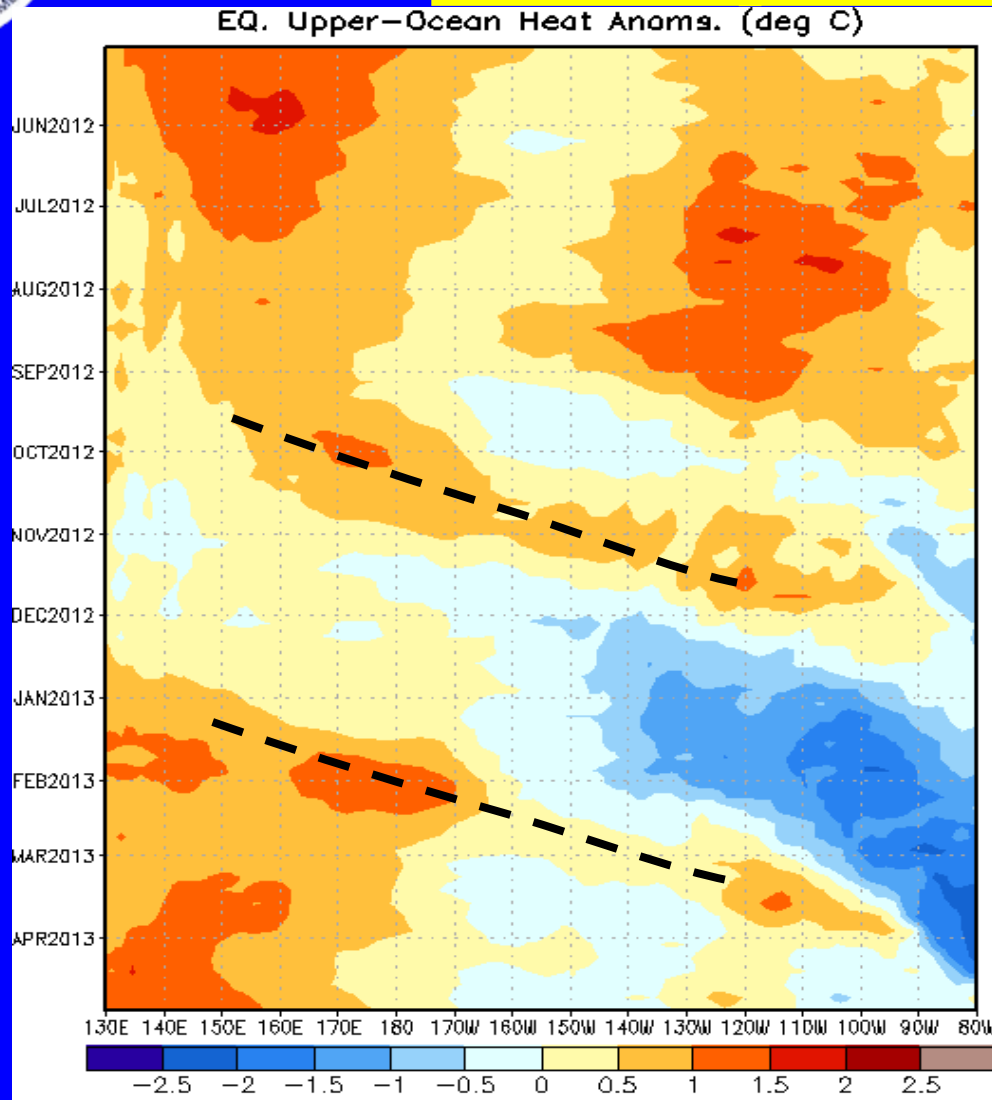 EQ. Upper-Ocean Heat Anoms. (deg C)
JUN2012
JUL2012
AUG2012
SEP2012
OCT2012
NOV2012
DEC2012
JAN2013
FEB2013
MAR2013
APR2013
130E 140E 150E 160E 170E 180 170W 160W 150W 140W 130W 120W 110W 100W 90W 80W
-2.5 -2 -1.5 -1 -0.5 0 0.5 1 1.5 2 2.5